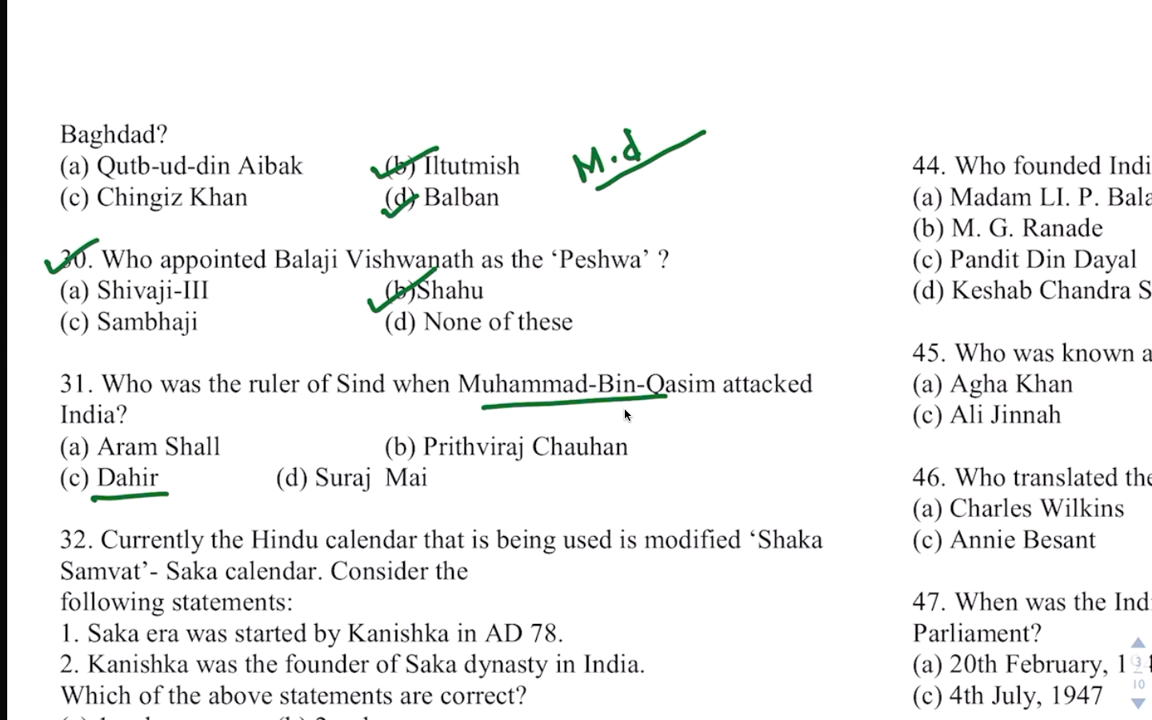 Baghdad?
(a) Qutb-ud-din Aibak (b) Iltutmish
(c) Chingiz Khan (d) Balban
M.d
30. Who appointed Balaji Vishwanath as the ‘Peshwa’ ?
(a) Shivaji-III (b)Shahu
(c) Sambhaji (d) None of these
31. Who was the ruler of Sind when Muhammad-Bin-Qasim attacked
India?
(a) Aram Shall (b) Prithviraj Chauhan
(c) Dahir (d) Suraj Mai
32. Currently the Hindu calendar that is being used is modified ‘Shaka
Samvat’- Saka calendar. Consider the
following statements:
1. Saka era was started by Kanishka in AD 78.
2. Kanishka was the founder of Saka dynasty in India.
Which of the above statements are correct?
44. Who founded Indi
(a) Madam LI. P. Bala
(b) M. G. Ranade
(c) Pandit Din Dayal
(d) Keshab Chandra S
45. Who was known a
(a) Agha Khan
(c) Ali Jinnah
46. Who translated the
(a) Charles Wilkins
(c) Annie Besant
47. When was the Ind
Parliament?
(a) 20th February, 1
(c) 4th July, 1947
3
10